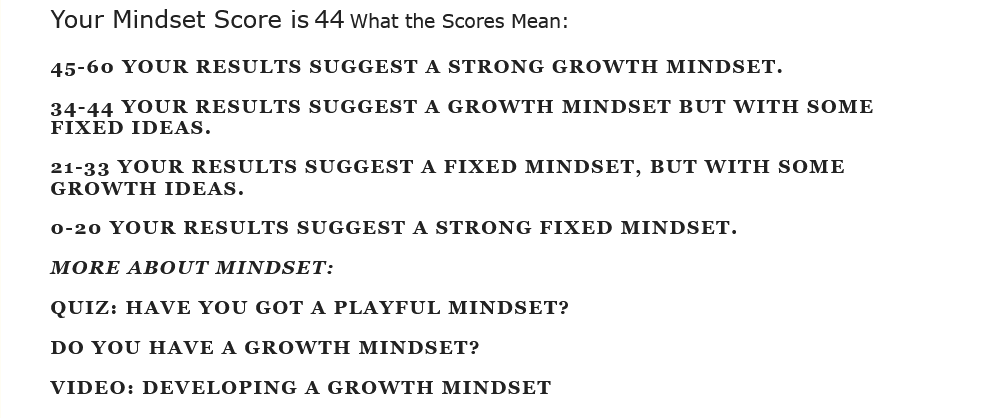 Your Mindset Score is 44 What the Scores Mean:
45-60 YOUR RESULTS SUGGEST A STRONG GROWTH MINDSET.
34-44 YOUR RESULTS SUGGEST A GROWTH MINDSET BUT WITH SOME
FIXED IDEAS.
21-33 YOUR RESULTS SUGGEST A FIXED MINDSET, BUT WITH SOME
GROWTH IDEAS.
0-20 YOUR RESULTS SUGGEST A STRONG FIXED MINDSET.
MORE ABOUT MINDSET:
QUIZ: HAVE YOU GOT A PLAYFUL MINDSET?
DO YOU HAVE A GROWTH MINDSET?
VIDEO: DEVELOPING A GROWTH MINDSET